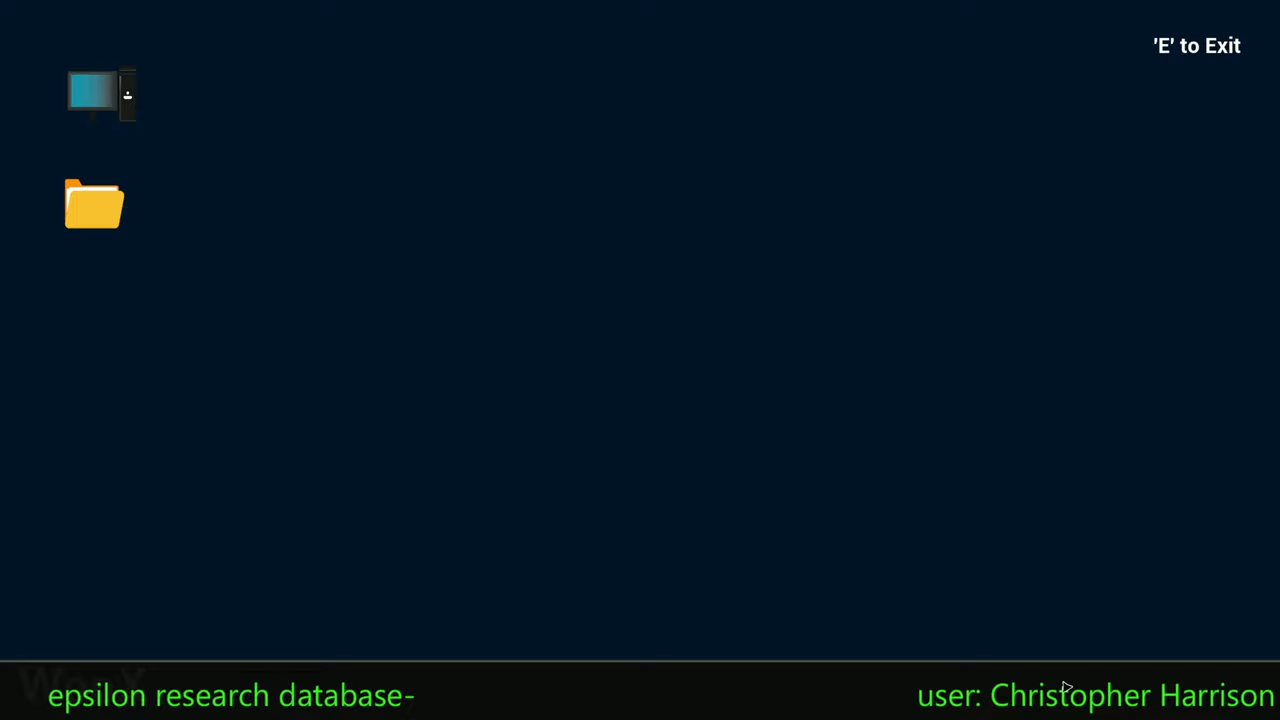 'E' to Exit
epsilon research database-
user: Christopher Harrison